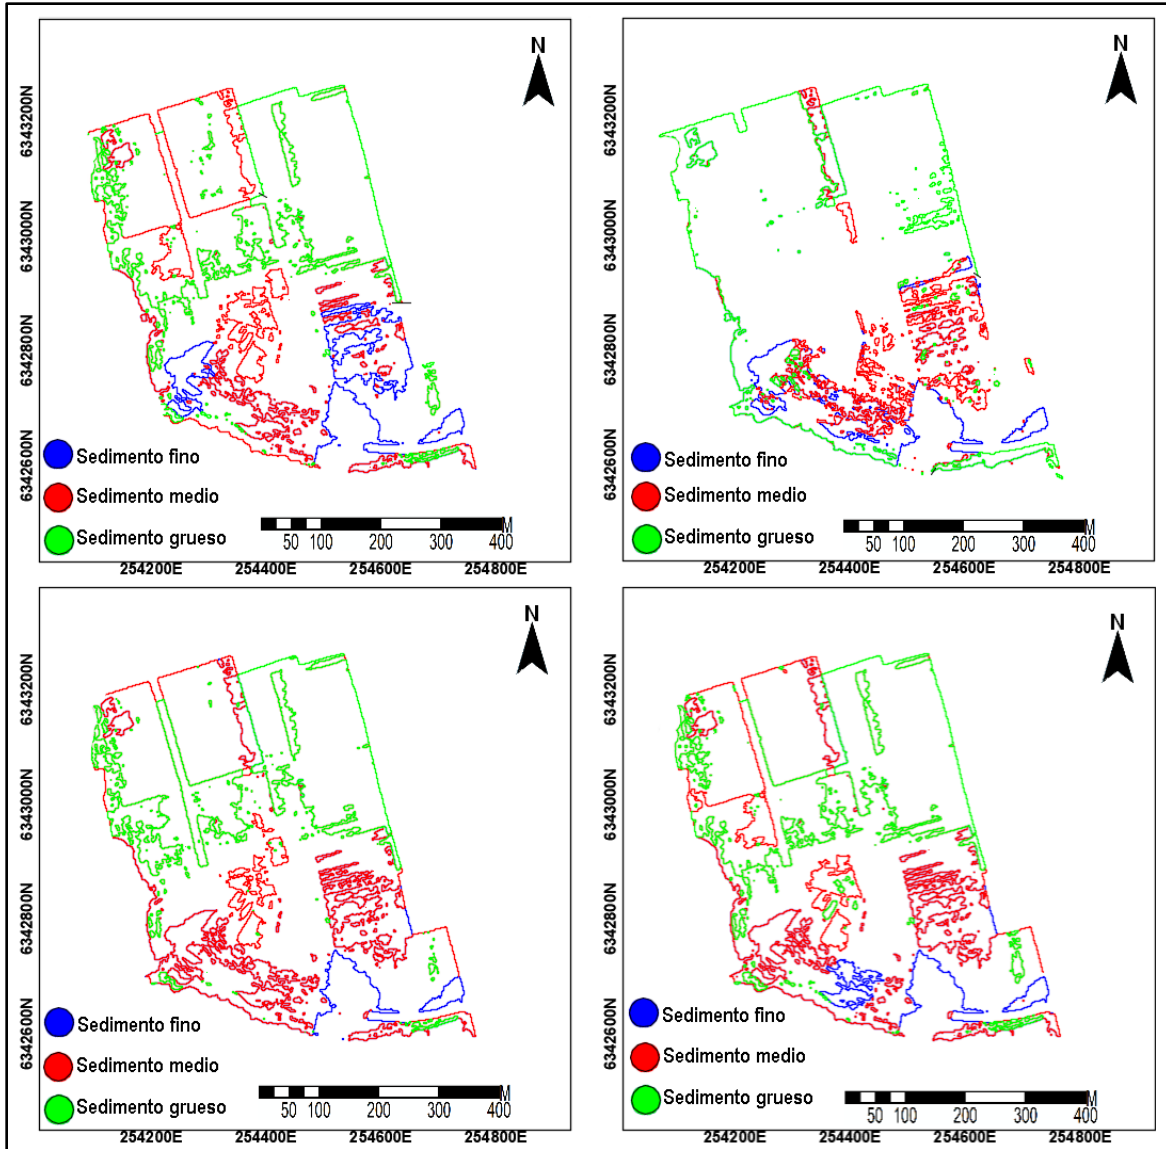 N
6343200N
6343000N
6342800N
6342600N
Sedimento fino
Sedimento medio
Sedimento grueso
M
50 100 200 300 400
254200E 254400E 254600E 254800E
N
6343200N
6343000N
6342800N
6342600N
Sedimento fino
Sedimento medio
Sedimento grueso
M
50 100 200 300 400
254200E 254400E 254600E 254800E
N
6343200N
6343000N
6342800N
6342600N
Sedimento fino
Sedimento medio
Sedimento grueso
M
50 100 200 300 400
254200E 254400E 254600E 254800E
N
6343200N
6343000N
6342800N
6342600N
Sedimento fino
Sedimento medio
Sedimento grueso
M
50 100 200 300 400
254200E 254400E 254600E 254800E